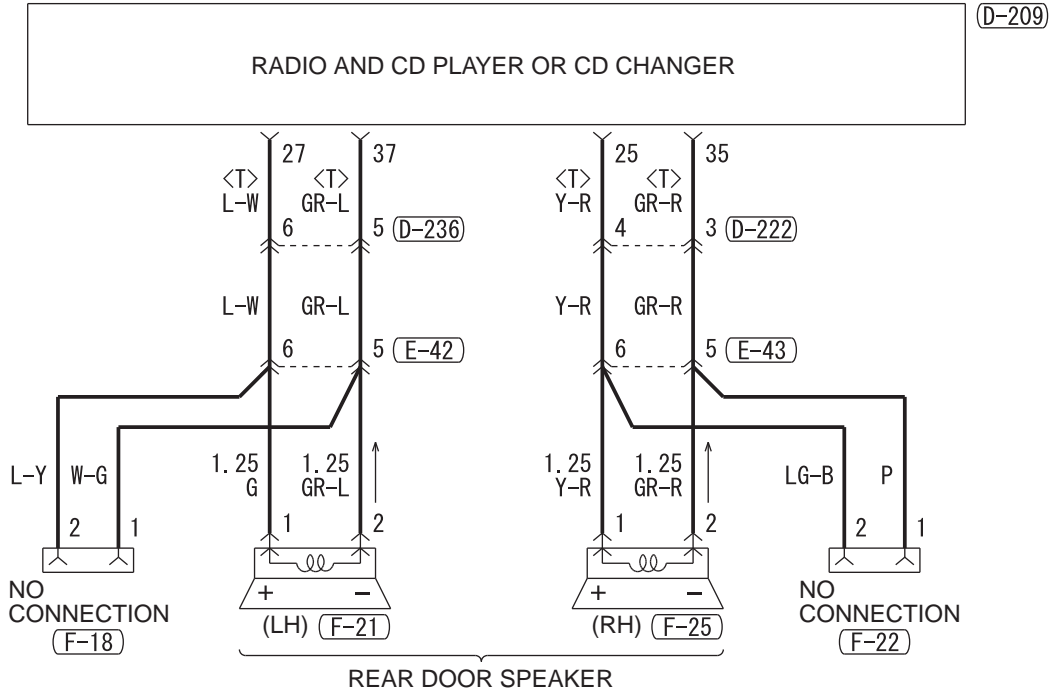 (D-209)
RADIO AND CD PLAYER OR CD CHANGER
27 37 25 35
<T> <T> <T> <T>
L-W GR-L Y-R GR-R
6 5 (D-236) 4 3 (D-222)
L-W GR-L Y-R GR-R
6 5 (E-42) 6 5 (E-43)
1.25 1.25 1.25 1.25
L-Y W-G G GR-L Y-R GR-R LG-B P
2 1 1 2 1 2 2 1
+ − + −
NO
CONNECTION
(F-18)
(LH) (F-21) (RH) (F-25)
NO
CONNECTION
(F-22)
REAR DOOR SPEAKER